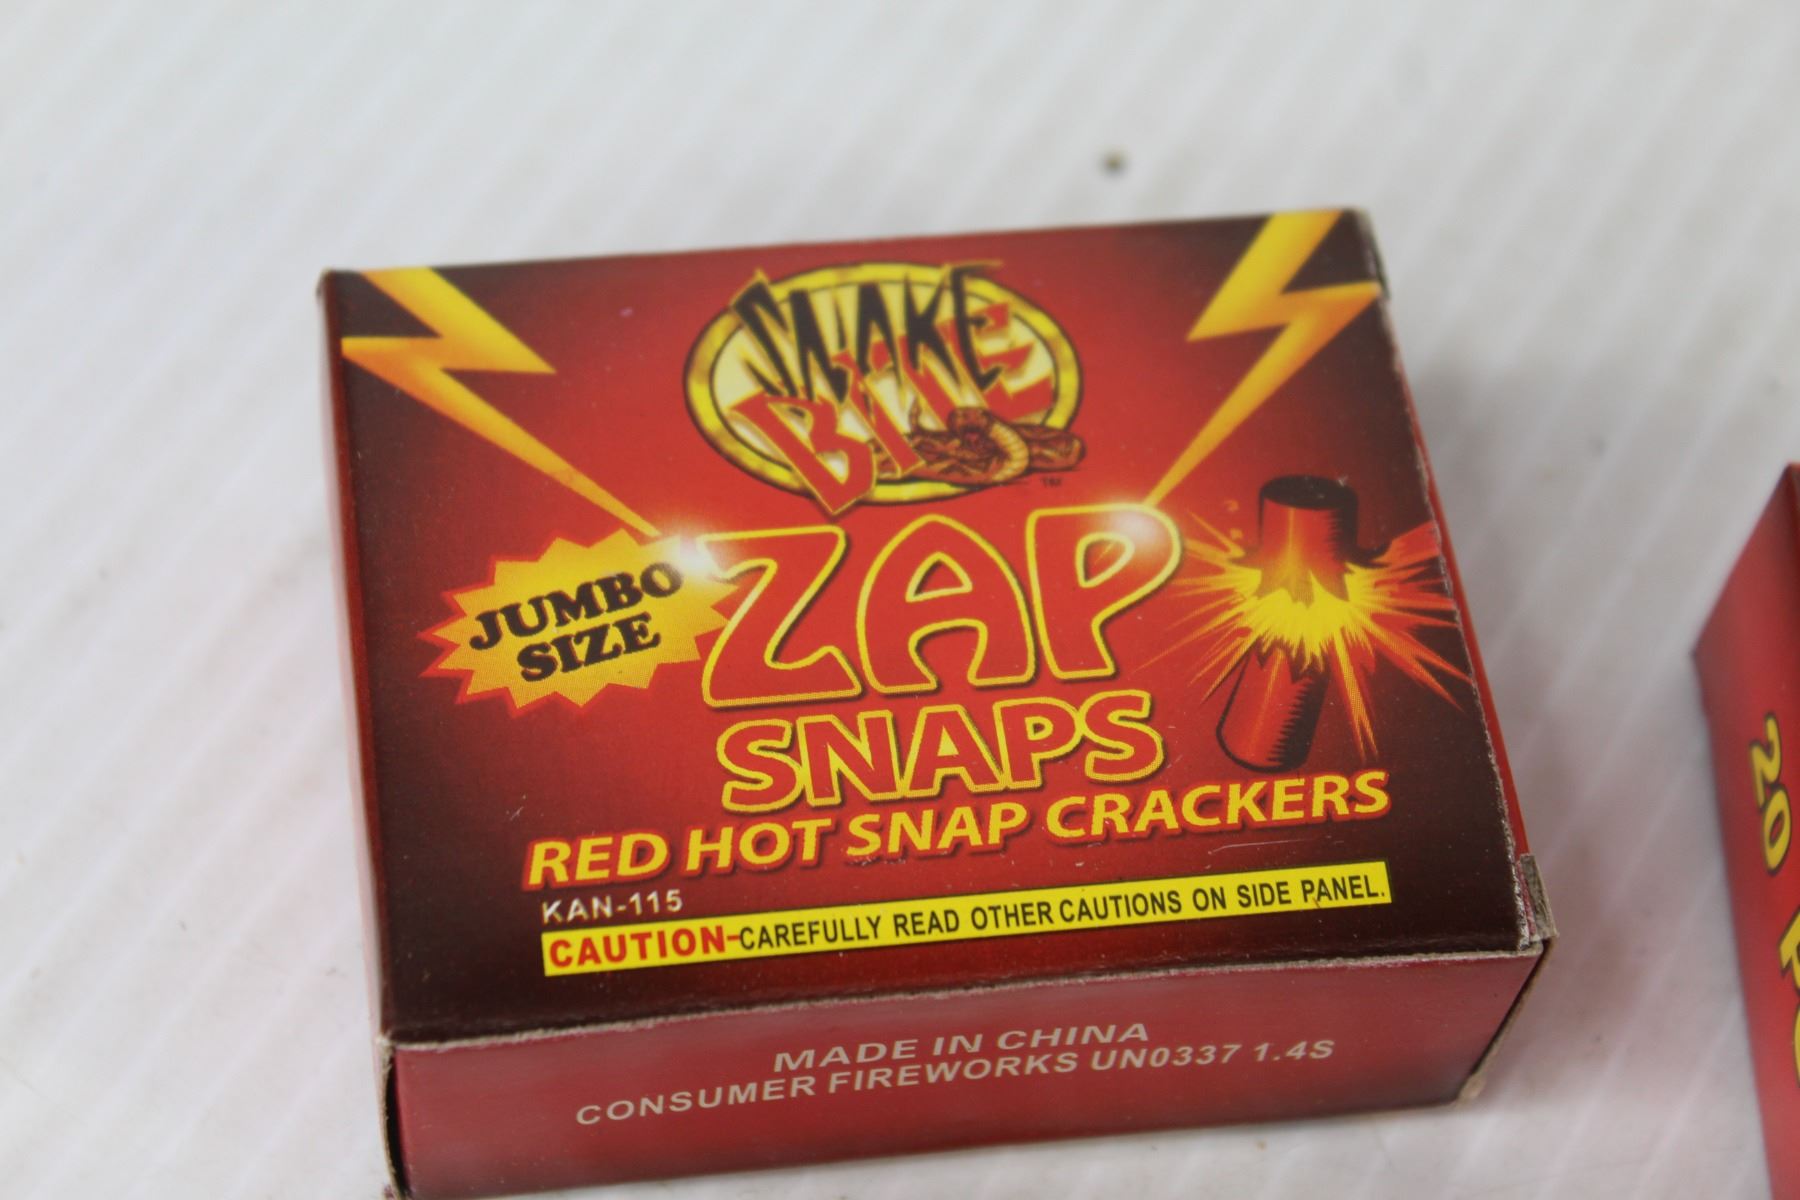 SNAKE
BITE
TM
JUMBO
SIZE
ZAP
SNAPS
RED HOT SNAP CRACKERS
KAN-115
CAUTION-CAREFULLY READ OTHER CAUTIONS ON SIDE PANEL.
MADE IN CHINA
CONSUMER FIREWORKS UN0337 1.4S
20